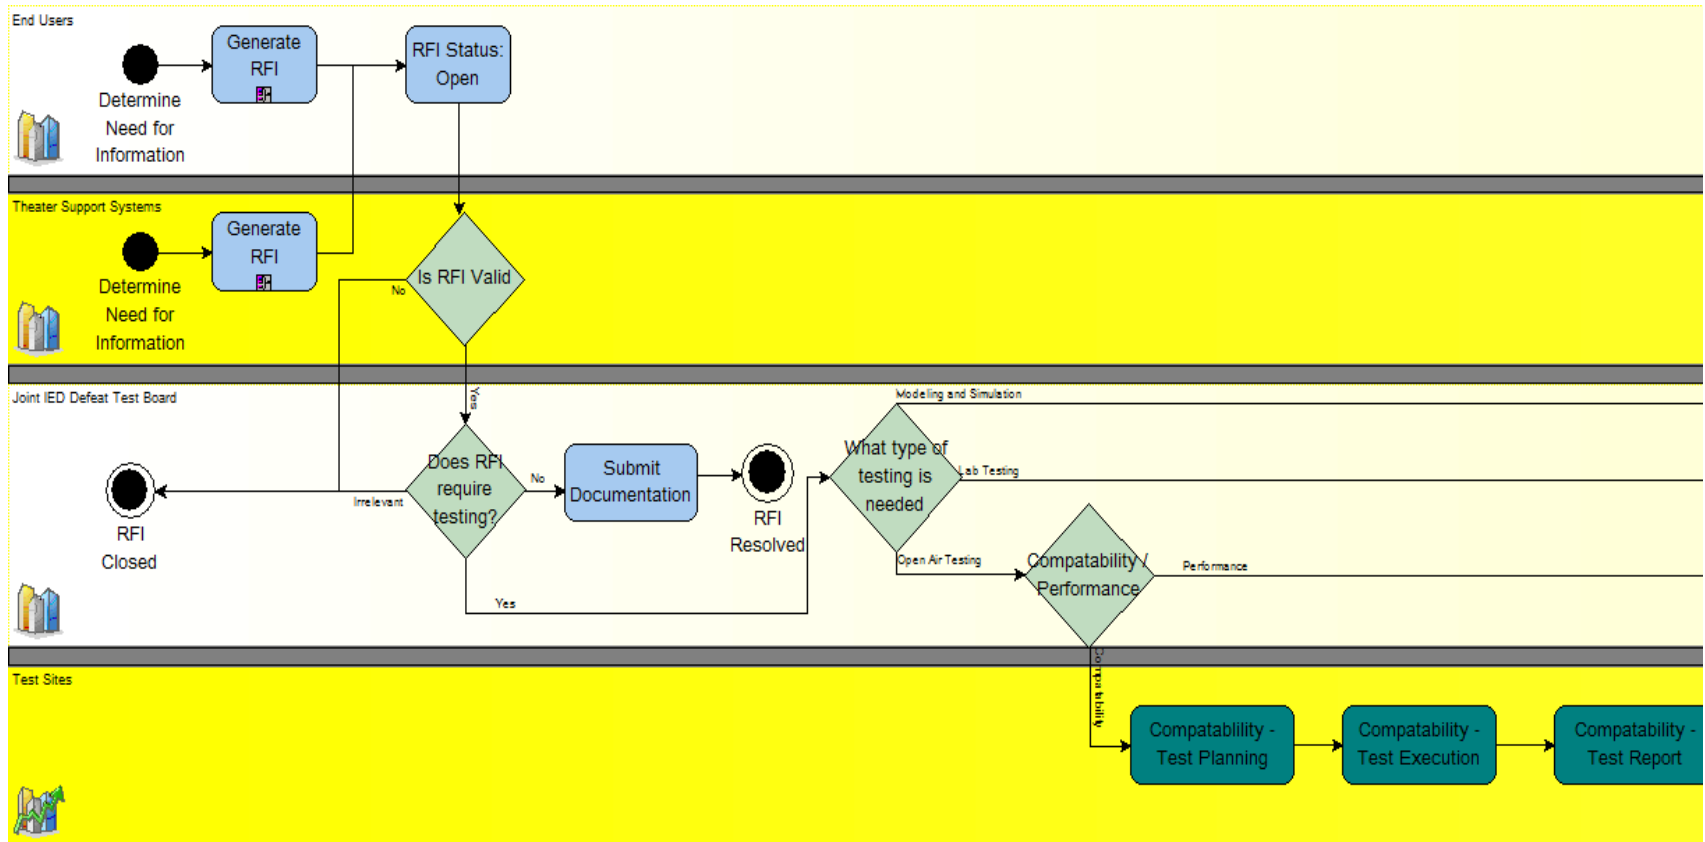 End Users
Generate
RFI
RFI Status:
Open
Determine
Need for
Information
Theater Support Systems
Generate
RFI
Determine
Need for
Information
Is RFI Valid
No
Yes
Joint IED Defeat Test Board
Modeling and Simulation
What type of
testing is
needed
Lab Testing
Does RFI
require
testing?
No
Irrelevant
Submit
Documentation
RFI
Closed
RFI
Resolved
Yes
Open Air Testing
Compatability /
Performance
Performance
Compatability
Test Sites
Compatablility -
Test Planning
Compatability -
Test Execution
Compatability -
Test Report